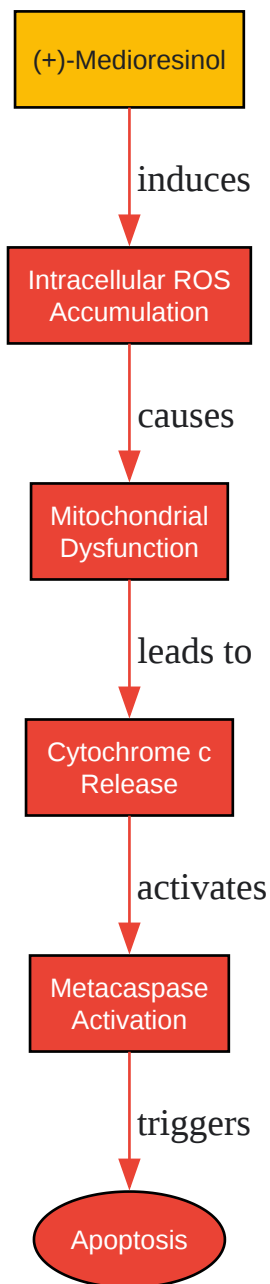 (+)-Medioresinol
induces
Intracellular ROS
Accumulation
causes
Mitochondrial
Dysfunction
leads to
Cytochrome c
Release
activates
Metacaspase
Activation
triggers
Apoptosis